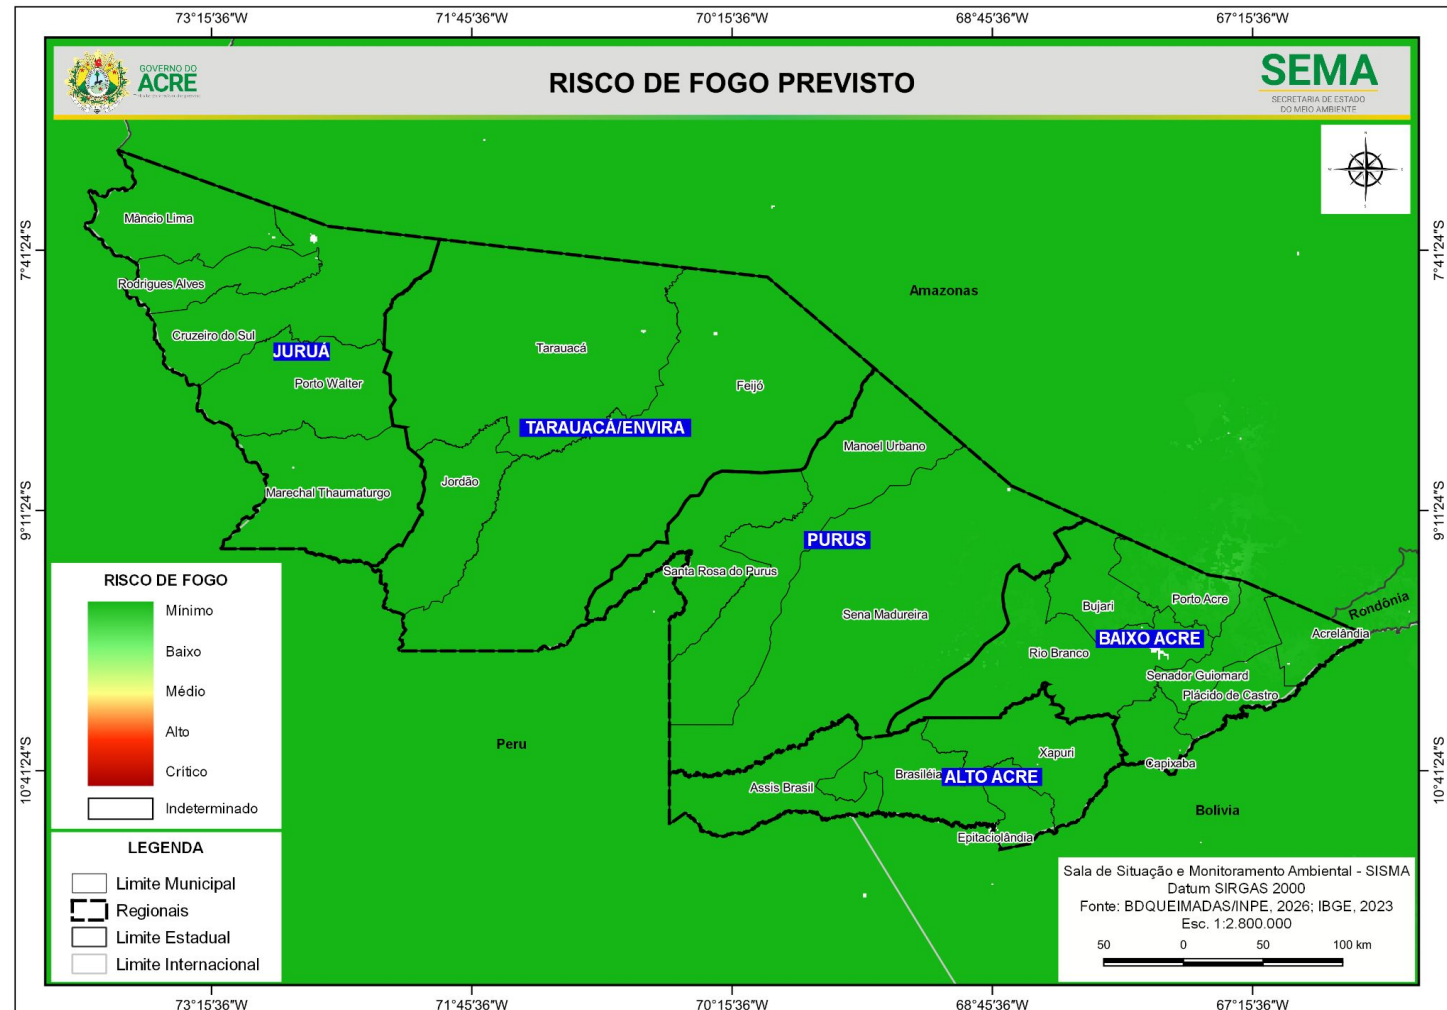 73°15'36"W 71°45'36"W 70°15'36"W 68°45'36"W 67°15'36"W
GOVERNO DO
ACRE
RISCO DE FOGO PREVISTO
SEMA
SECRETARIA DE ESTADO
DO MEIO AMBIENTE
N
W E
S
7°41'24"S 7°41'24"S
Mâncio Lima
Rodrigues Alves
Amazonas
Cruzeiro do Sul
JURUÁ
Tarauacá
Porto Walter
Feijó
TARAUACÁ/ENVIRA
Manoel Urbano
Jordão
Marechal Thaumaturgo
9°11'24"S 9°11'24"S
PURUS
Santa Rosa do Purus
Sena Madureira
Bujari
Porto Acre
Rondônia
Acrelândia
BAIXO ACRE
Rio Branco
Senador Guiomard
Plácido de Castro
Peru
Xapuri
Capixaba
Brasiléia
ALTO ACRE
Assis Brasil
10°41'24"S 10°41'24"S
Bolivia
Epitaciolândia
RISCO DE FOGO
Mínimo
Baixo
Médio
Alto
Crítico
Indeterminado
LEGENDA
Limite Municipal
Regionais
Limite Estadual
Limite Internacional
Sala de Situação e Monitoramento Ambiental - SISMA
Datum SIRGAS 2000
Fonte: BDQUEIMADAS/INPE, 2026; IBGE, 2023
Esc. 1:2.800.000
50 0 50 100 km
73°15'36"W 71°45'36"W 70°15'36"W 68°45'36"W 67°15'36"W